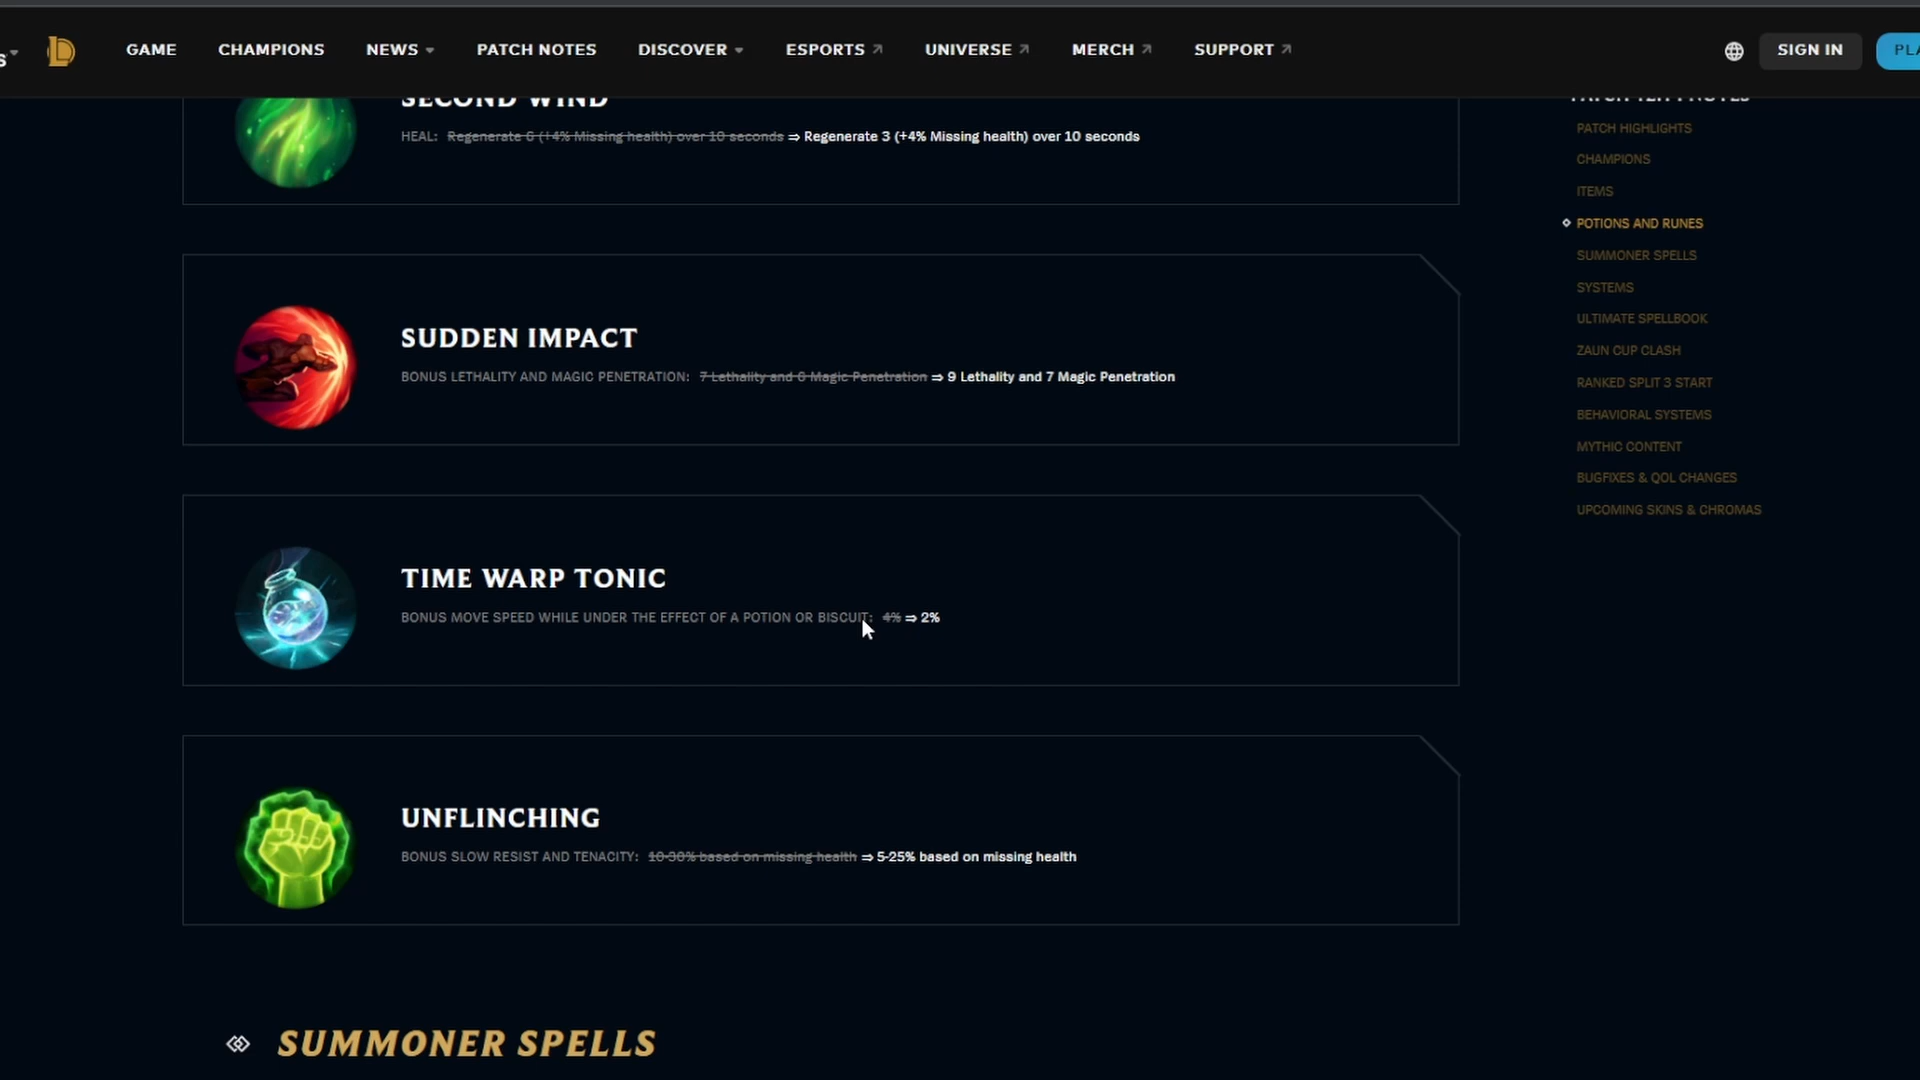 GAME CHAMPIONS NEWS PATCH NOTES DISCOVER ESPORTS UNIVERSE MERCH SUPPORT SIGN IN
SECOND WIND
HEAL: Regenerate 6 (+4% Missing health) over 10 seconds ⇒ Regenerate 3 (+4% Missing health) over 10 seconds
SUDDEN IMPACT
BONUS LETHALITY AND MAGIC PENETRATION: 7 Lethality and 6 Magic Penetration ⇒ 9 Lethality and 7 Magic Penetration
TIME WARP TONIC
BONUS MOVE SPEED WHILE UNDER THE EFFECT OF A POTION OR BISCUIT: 4% ⇒ 2%
UNFLINCHING
BONUS SLOW RESIST AND TENACITY: 10-30% based on missing health ⇒ 5-25% based on missing health
SUMMONER SPELLS
PATCH HIGHLIGHTS
CHAMPIONS
ITEMS
POTIONS AND RUNES
SUMMONER SPELLS
SYSTEMS
ULTIMATE SPELLBOOK
ZAUN CUP CLASH
RANKED SPLIT 3 START
BEHAVIORAL SYSTEMS
MYTHIC CONTENT
BUGFIXES & QOL CHANGES
UPCOMING SKINS & CHROMAS